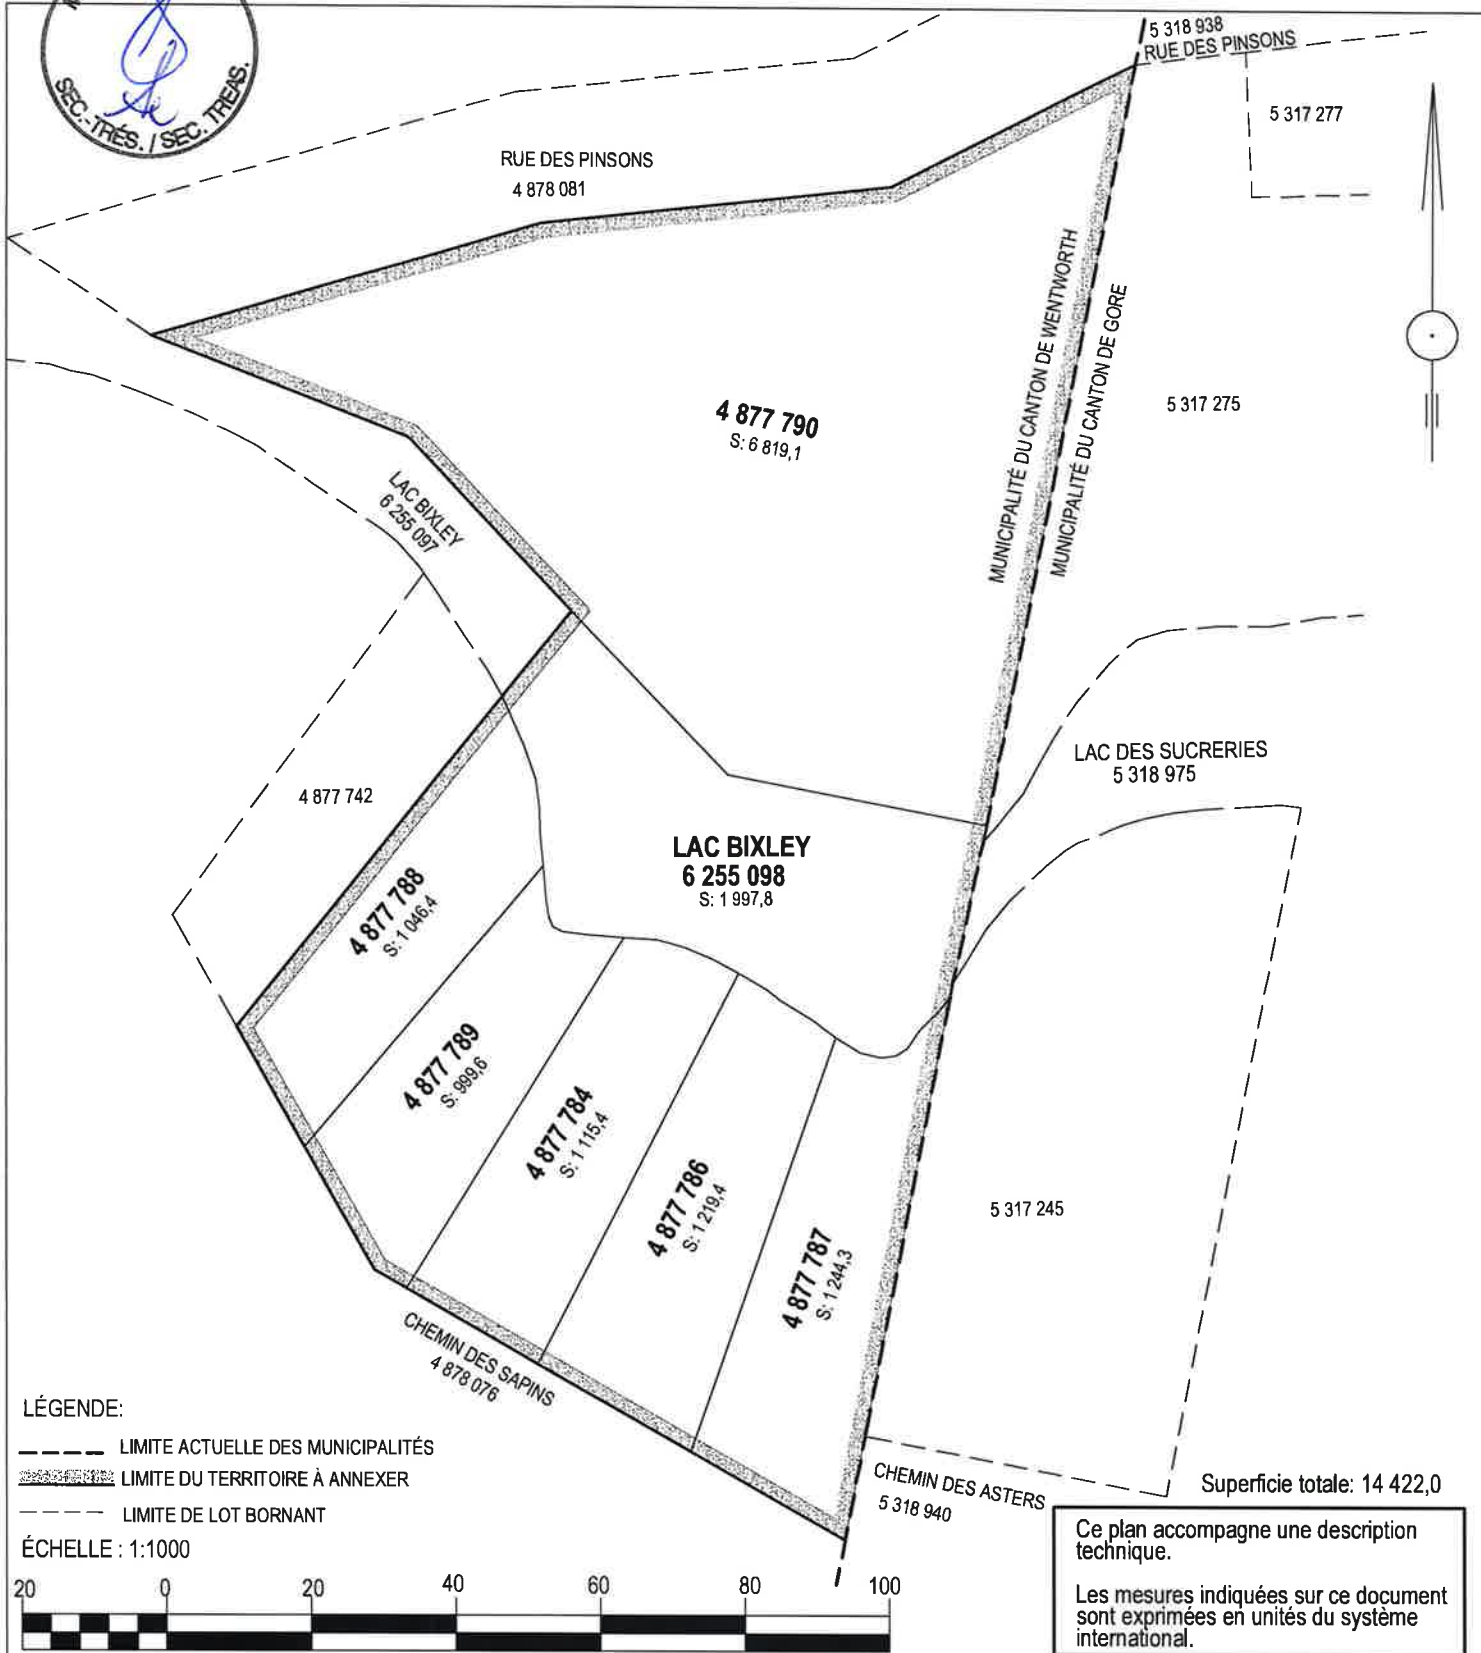 SEC.-TRÉS. / SEC. TREAS.
5 318 938
RUE DES PINSONS
5 317 277
RUE DES PINSONS
4 878 081
MUNICIPALITÉ DU CANTON DE WENTWORTH
MUNICIPALITÉ DU CANTON DE GORE
5 317 275
4 877 790
S: 6 819,1
LAC BIXLEY
6 255 097
LAC DES SUCRERIES
5 318 975
4 877 742
LAC BIXLEY
6 255 098
S: 1 997,8
4 877 788
S: 1 046,4
4 877 789
S: 999,6
4 877 784
S: 1 115,4
4 877 786
S: 1 219,4
4 877 787
S: 1 244,3
5 317 245
CHEMIN DES SAPINS
4 878 076
CHEMIN DES ASTERS
5 318 940
LÉGENDE:
LIMITE ACTUELLE DES MUNICIPALITÉS
LIMITE DU TERRITOIRE À ANNEXER
LIMITE DE LOT BORNANT
ÉCHELLE : 1:1000
20 0 20 40 60 80 100
Superficie totale: 14 422,0
Ce plan accompagne une description
technique.
Les mesures indiquées sur ce document
sont exprimées en unités du système
international.